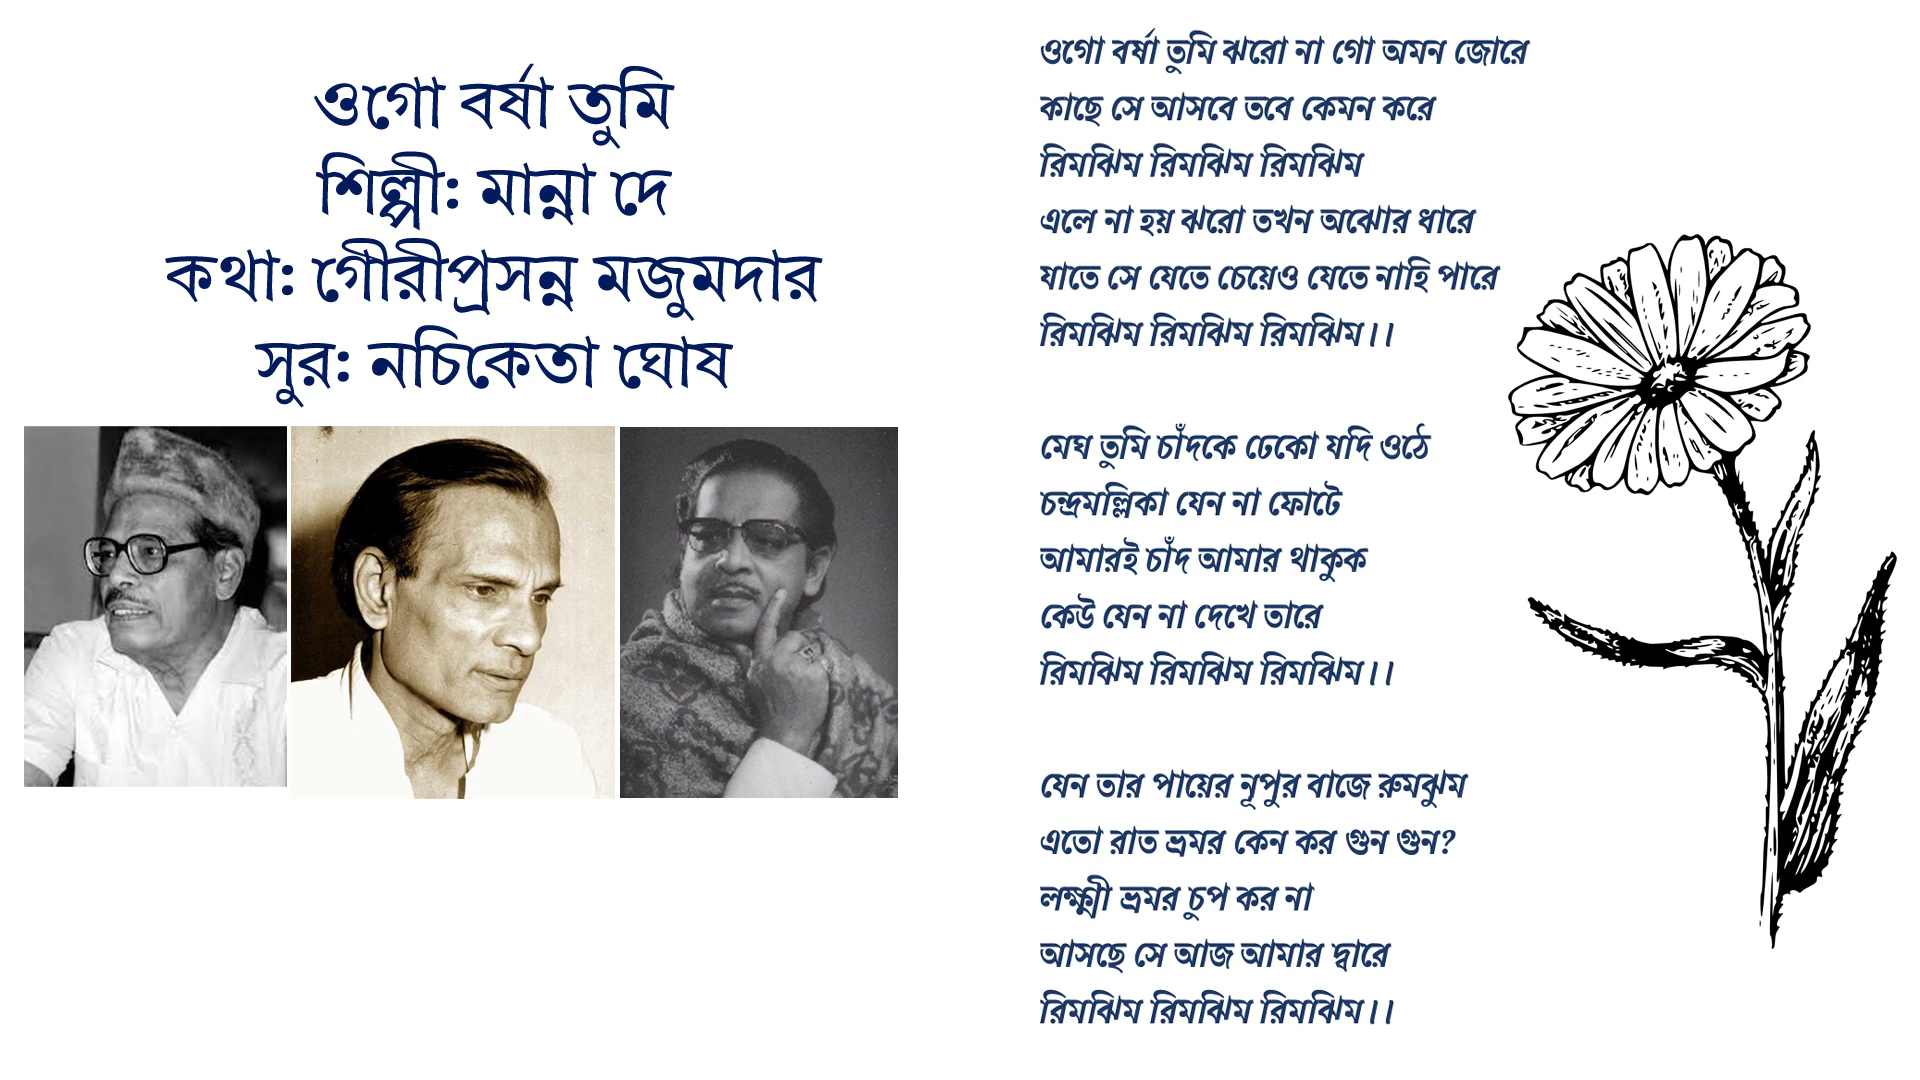 ওগো বর্ষা তুমি
শিল্পী: মান্না দে
কথা: গৌরীপ্রসন্ন মজুমদার
সুর: নচিকেতা ঘোষ
ওগো বর্ষা তুমি ঝরো না গো অমন জোরে
কাছে সে আসবে তবে কেমন করে
রিমঝিম রিমঝিম রিমঝিম
এলে না হয় ঝরো তখন অঝোর ধারে
যাতে সে যেতে চেয়েও যেতে নাহি পারে
রিমঝিম রিমঝিম রিমঝিম।।
মেঘ তুমি চাঁদকে ঢেকো যদি ওঠে
চন্দ্রমল্লিকা যেন না ফোটে
আমারই চাঁদ আমার থাকুক
কেউ যেন না দেখে তারে
রিমঝিম রিমঝিম রিমঝিম।।
যেন তার পায়ের নূপুর বাজে রুমঝুম
এতো রাত ভ্রমর কেন কর গুন গুন?
লক্ষ্মী ভ্রমর চুপ কর না
আসছে সে আজ আমার দ্বারে
রিমঝিম রিমঝিম রিমঝিম।।